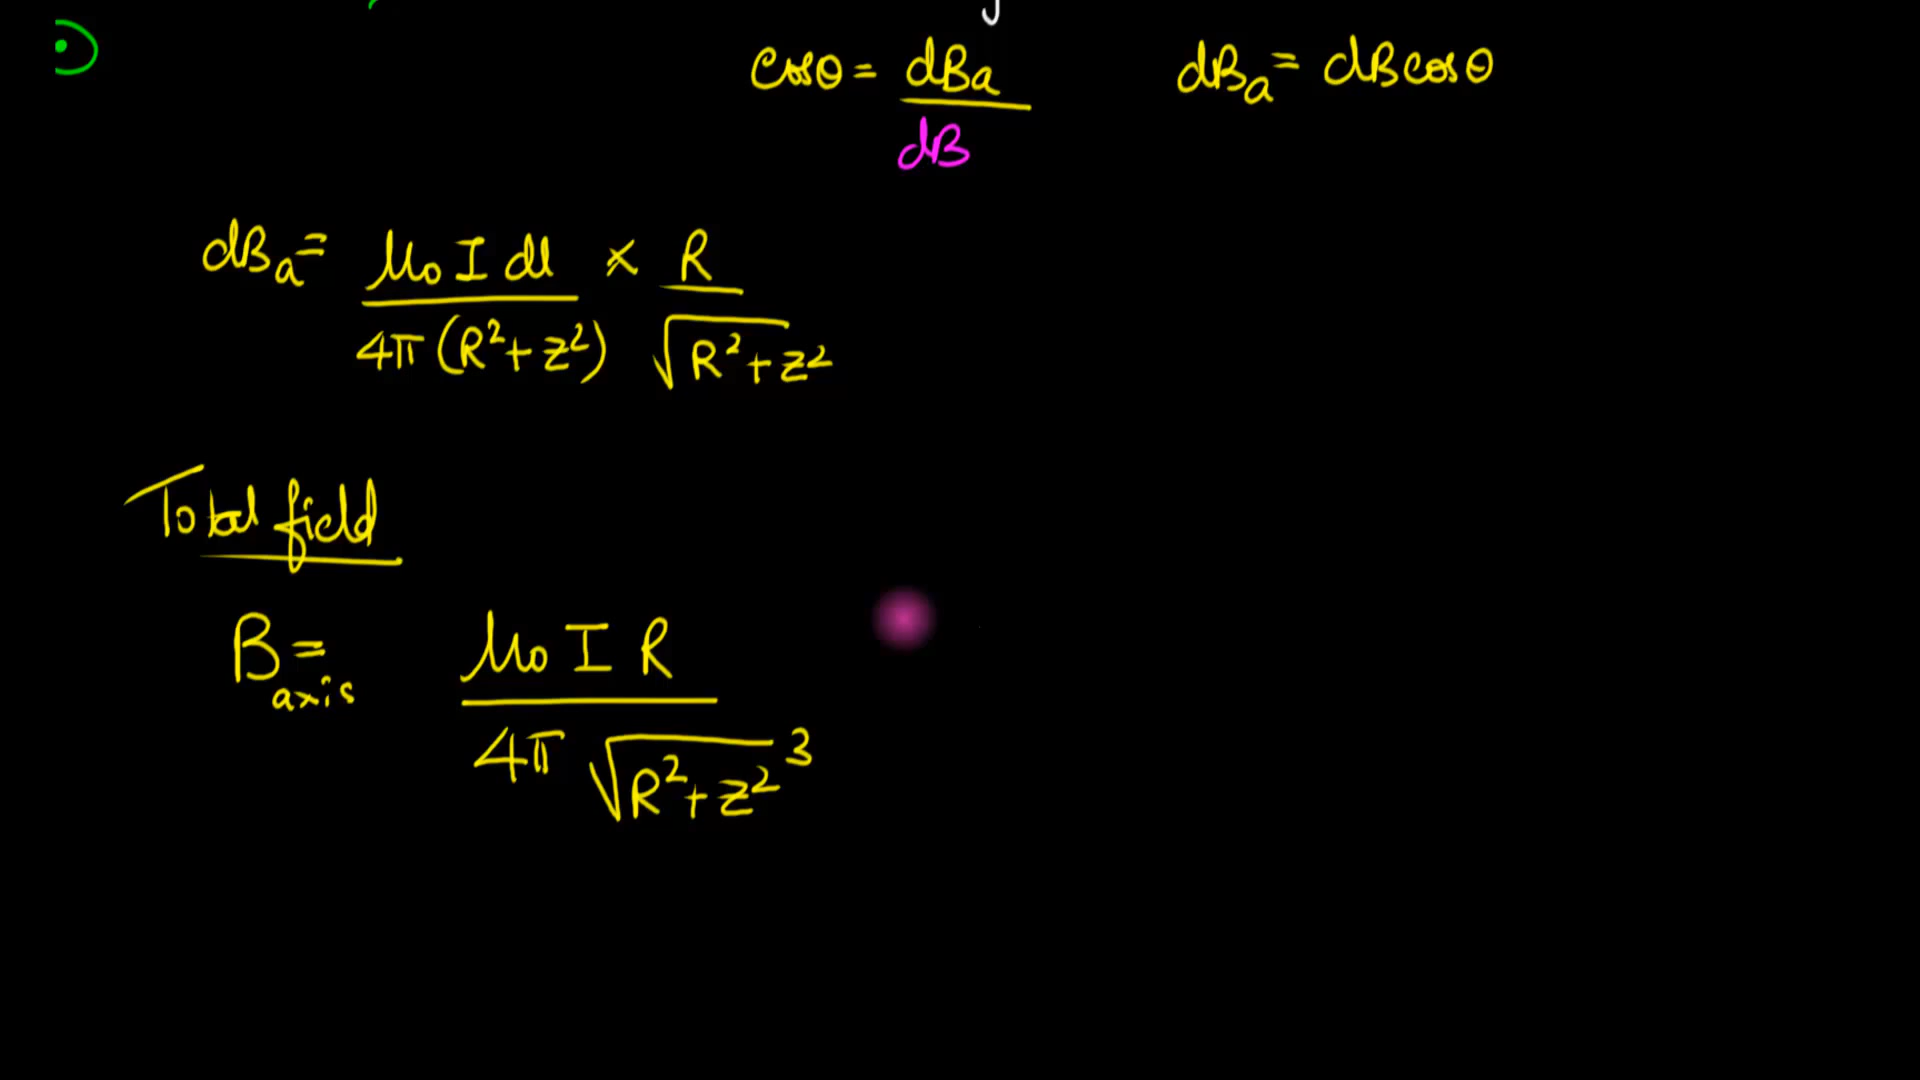 cosθ = dBa / dB    dBₐ = dB cosθ
dBₐ = μ₀ I dl / 4π (R² + z²) × R / √R² + z²
Total field
B axis = μ₀ I R / 4π √R² + z² ³